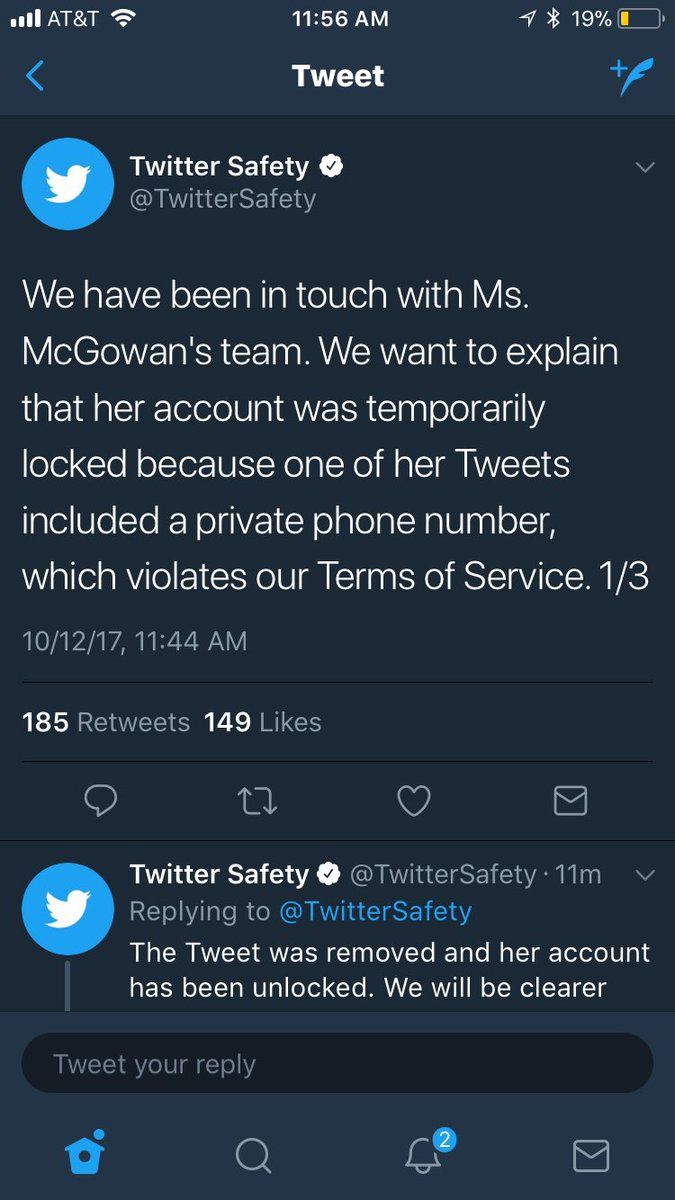 AT&T 11:56 AM 19%
Tweet
Twitter Safety
@TwitterSafety
We have been in touch with Ms.
McGowan's team. We want to explain
that her account was temporarily
locked because one of her Tweets
included a private phone number,
which violates our Terms of Service. 1/3
10/12/17, 11:44 AM
185 Retweets 149 Likes
Twitter Safety @TwitterSafety · 11m
Replying to @TwitterSafety
The Tweet was removed and her account
has been unlocked. We will be clearer
Tweet your reply
2